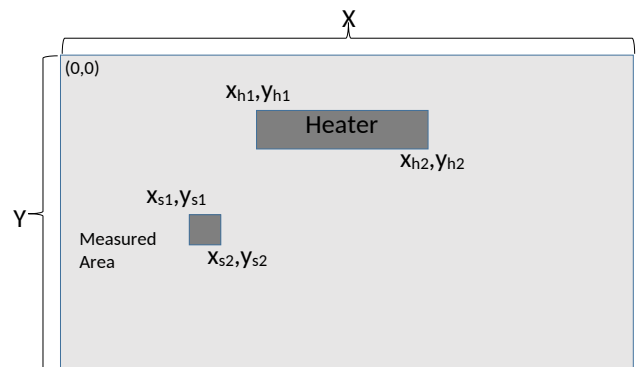 X
(0,0)
xh1,yh1
Heater
xh2,yh2
xs1,ys1
Y
Measured
Area
xs2,ys2